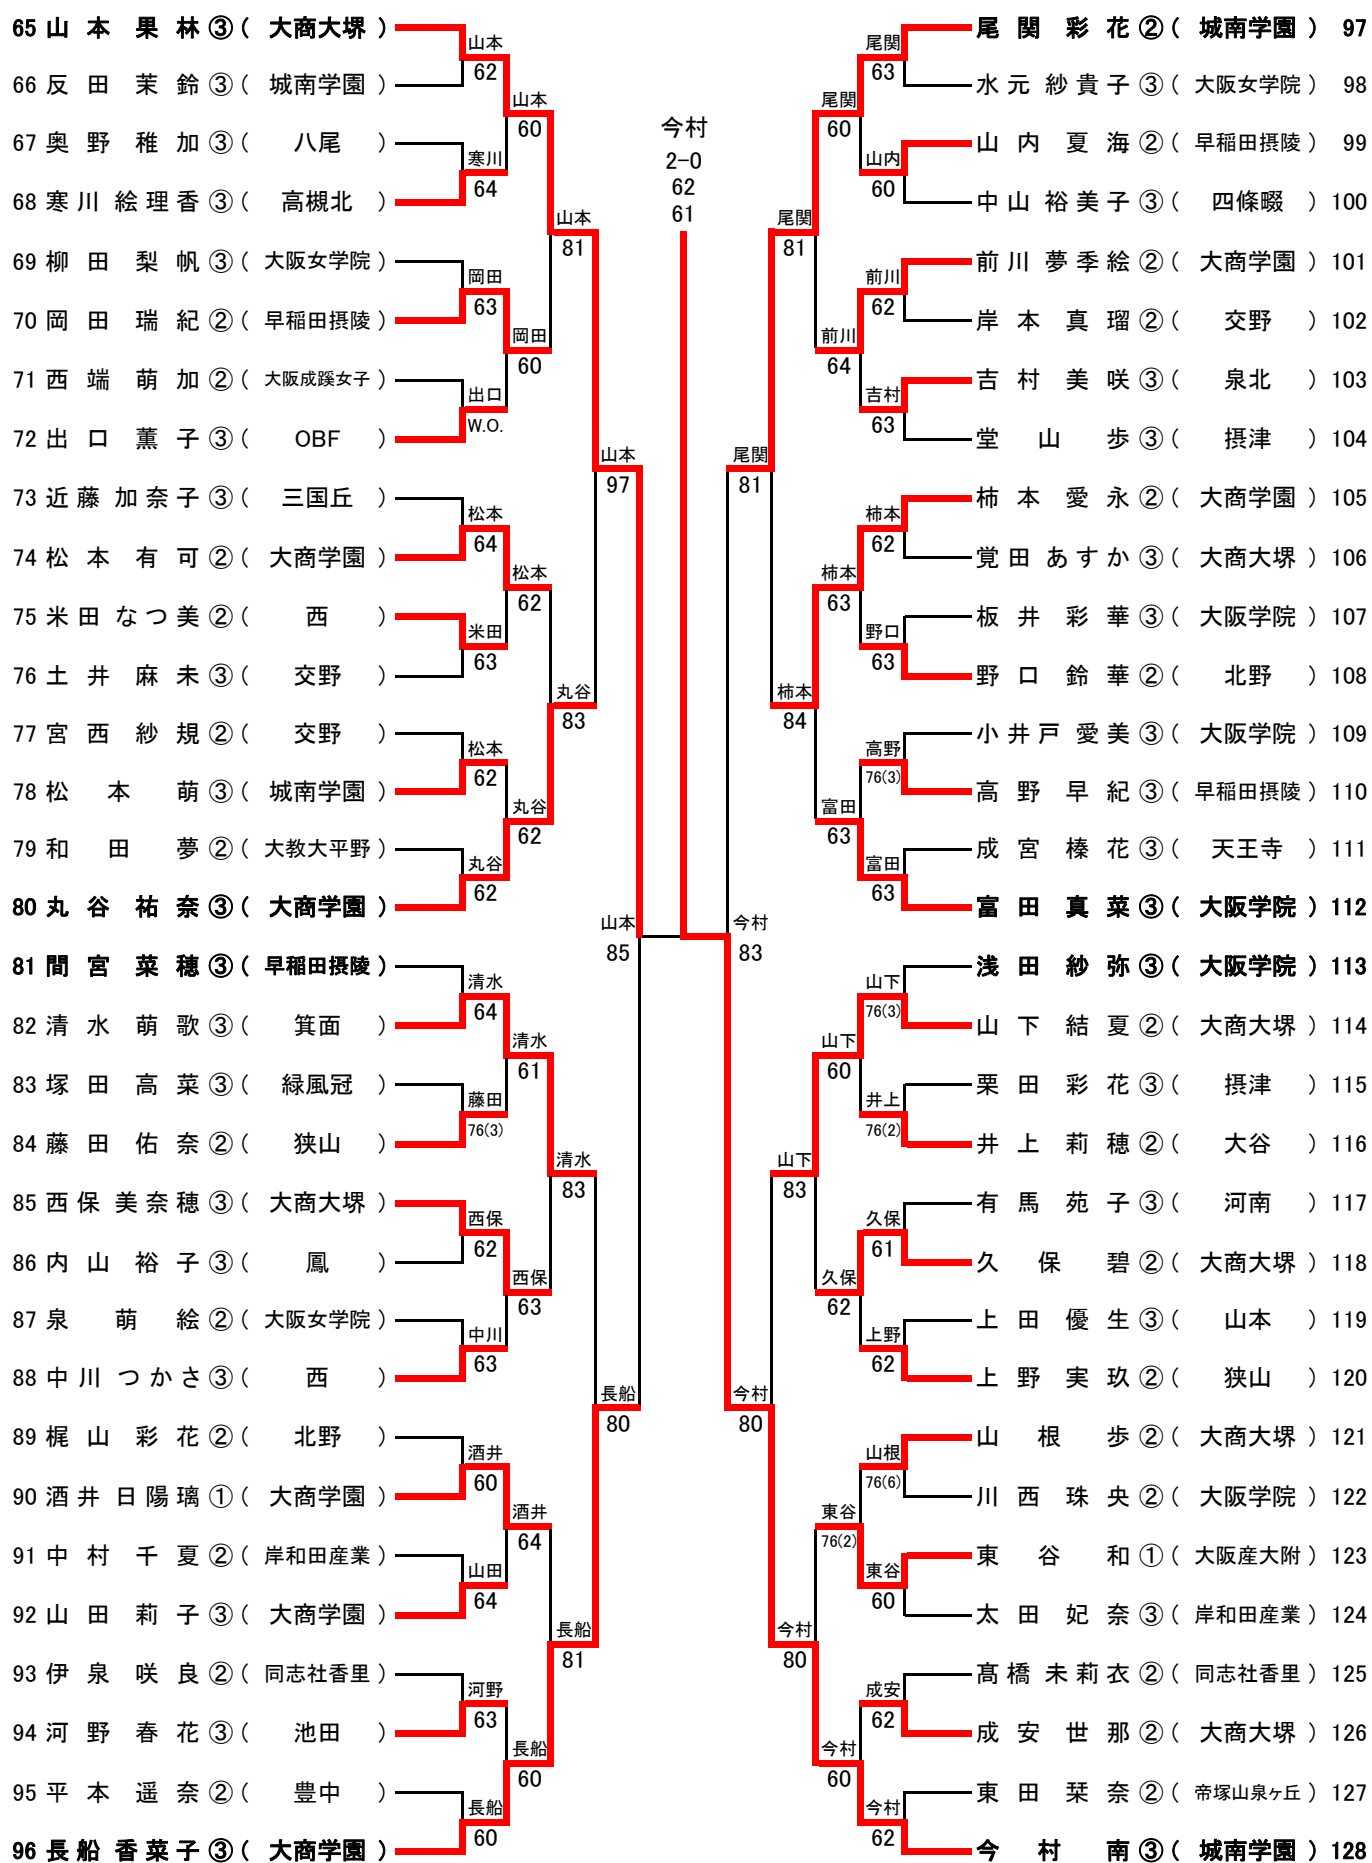 65 山本 果林 ③ ( 大商大堺 )
66 反田 茉鈴 ③ ( 城南学園 )
67 奥野 稚加 ③ ( 八尾 )
68 寒川 絵理香 ③ ( 高槻北 )
69 柳田 梨帆 ③ ( 大阪女学院 )
70 岡田 瑞紀 ② ( 早稲田摂陵 )
71 西端 萌加 ② ( 大阪成蹊女子 )
72 出口 薫子 ③ ( OBF )
73 近藤 加奈子 ③ ( 三国丘 )
74 松本 有可 ② ( 大商学園 )
75 米田 なつ美 ② ( 西 )
76 土井 麻未 ③ ( 交野 )
77 宮西 紗規 ② ( 交野 )
78 松本 萌 ③ ( 城南学園 )
79 和田 夢 ② ( 大教大平野 )
80 丸谷 祐奈 ③ ( 大商学園 )
81 間宮 菜穂 ③ ( 早稲田摂陵 )
82 清水 萌歌 ③ ( 箕面 )
83 塚田 高菜 ③ ( 緑風冠 )
84 藤田 佑奈 ② ( 狭山 )
85 西保 美奈穂 ③ ( 大商大堺 )
86 内山 裕子 ③ ( 鳳 )
87 泉 萌絵 ② ( 大阪女学院 )
88 中川 つかさ ③ ( 西 )
89 梶山 彩花 ② ( 北野 )
90 酒井 日陽璃 ① ( 大商学園 )
91 中村 千夏 ② ( 岸和田産業 )
92 山田 莉子 ③ ( 大商学園 )
93 伊泉 咲良 ② ( 同志社香里 )
94 河野 春花 ③ ( 池田 )
95 平本 遥奈 ② ( 豊中 )
96 長船 香菜子 ③ ( 大商学園 )
山本
62
寒川
64
岡田
63
出口
W.O.
松本
64
米田
63
松本
62
丸谷
62
清水
64
藤田
76(3)
西保
62
中川
63
酒井
60
山田
64
河野
63
長船
60
山本
60
岡田
60
松本
62
丸谷
62
清水
61
西保
63
酒井
64
長船
60
山本
81
丸谷
83
清水
83
長船
81
山本
97
長船
80
山本
85
今村
2-0
62
61
今村
83
尾関
81
今村
80
尾関
81
柿本
84
山下
83
今村
80
尾関
60
前川
64
柿本
63
富田
63
山下
60
久保
62
東谷
76(2)
今村
60
尾関
63
山内
60
前川
62
吉村
63
柿本
62
野口
63
高野
76(3)
富田
63
山下
76(3)
井上
76(2)
久保
61
上野
62
山根
76(6)
東谷
60
成安
62
今村
62
尾関 彩花 ② ( 城南学園 ) 97
水元 紗貴子 ③ ( 大阪女学院 ) 98
山内 夏海 ② ( 早稲田摂陵 ) 99
中山 裕美子 ③ ( 四條畷 ) 100
前川 夢季絵 ② ( 大商学園 ) 101
岸本 真瑠 ② ( 交野 ) 102
吉村 美咲 ③ ( 泉北 ) 103
堂山 歩 ③ ( 摂津 ) 104
柿本 愛永 ② ( 大商学園 ) 105
覚田 あすか ③ ( 大商大堺 ) 106
板井 彩華 ③ ( 大阪学院 ) 107
野口 鈴華 ② ( 北野 ) 108
小井戸 愛美 ③ ( 大阪学院 ) 109
高野 早紀 ③ ( 早稲田摂陵 ) 110
成宮 榛花 ③ ( 天王寺 ) 111
富田 真菜 ③ ( 大阪学院 ) 112
浅田 紗弥 ③ ( 大阪学院 ) 113
山下 結夏 ② ( 大商大堺 ) 114
栗田 彩花 ③ ( 摂津 ) 115
井上 莉穂 ② ( 大谷 ) 116
有馬 苑子 ③ ( 河南 ) 117
久保 碧 ② ( 大商大堺 ) 118
上田 優生 ③ ( 山本 ) 119
上野 実玖 ② ( 狭山 ) 120
山根 歩 ② ( 大商大堺 ) 121
川西 珠央 ② ( 大阪学院 ) 122
東谷 和 ① ( 大阪産大附 ) 123
太田 妃奈 ③ ( 岸和田産業 ) 124
髙橋 未莉衣 ② ( 同志社香里 ) 125
成安 世那 ② ( 大商大堺 ) 126
東田 栞奈 ② ( 帝塚山泉ヶ丘 ) 127
今村 南 ③ ( 城南学園 ) 128